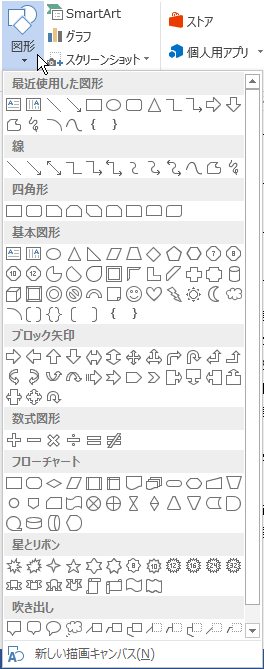 SmartArt
ストア
グラフ
図形
スクリーンショット
個人用アプリ
最近使用した図形
線
四角形
基本図形
ブロック矢印
数式図形
フローチャート
星とリボン
吹き出し
新しい描画キャンバス(N)